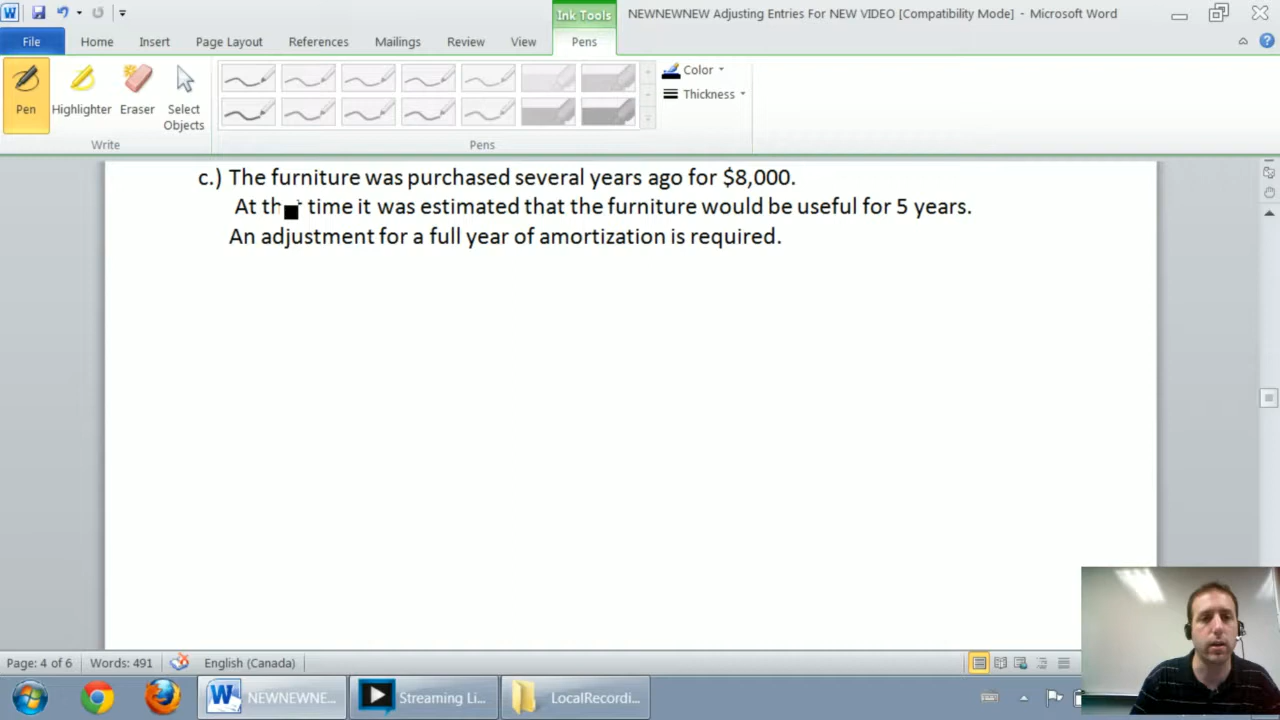 Ink Tools
NEWNEWNEW Adjusting Entries For NEW VIDEO [Compatibility Mode] - Microsoft Word
File Home Insert Page Layout References Mailings Review View Pens
Pen Highlighter Eraser Select Objects
Color
Thickness
Write Pens
c.) The furniture was purchased several years ago for $8,000.
At time it was estimated that the furniture would be useful for 5 years.
An adjustment for a full year of amortization is required.
Page: 4 of 6 Words: 491 English (Canada)
NEWNEWNE... Streaming Li... LocalRecordi...